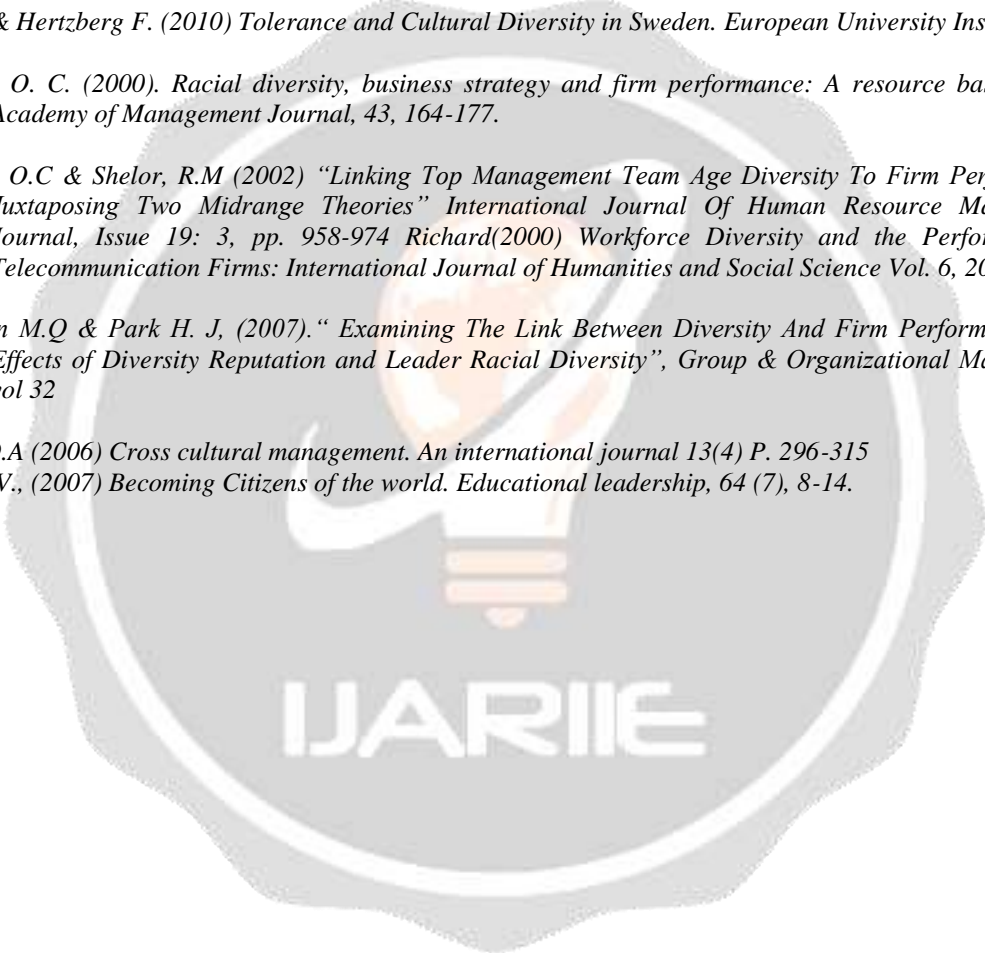 & Hertzberg F. (2010) Tolerance and Cultural Diversity in Sweden. European University Ins
O. C. (2000). Racial diversity, business strategy and firm performance: A resource ba
Academy of Management Journal, 43, 164-177.
O.C & Shelor, R.M (2002) “Linking Top Management Team Age Diversity To Firm Per
Juxtaposing Two Midrange Theories” International Journal Of Human Resource Ma
Journal, Issue 19: 3, pp. 958-974 Richard(2000) Workforce Diversity and the Perfor
Telecommunication Firms: International Journal of Humanities and Social Science Vol. 6, 20
n M.Q & Park H. J, (2007).“ Examining The Link Between Diversity And Firm Perform
Effects of Diversity Reputation and Leader Racial Diversity”, Group & Organizational Ma
vol 32
.A (2006) Cross cultural management. An international journal 13(4) P. 296-315
V., (2007) Becoming Citizens of the world. Educational leadership, 64 (7), 8-14.
IJARIIE